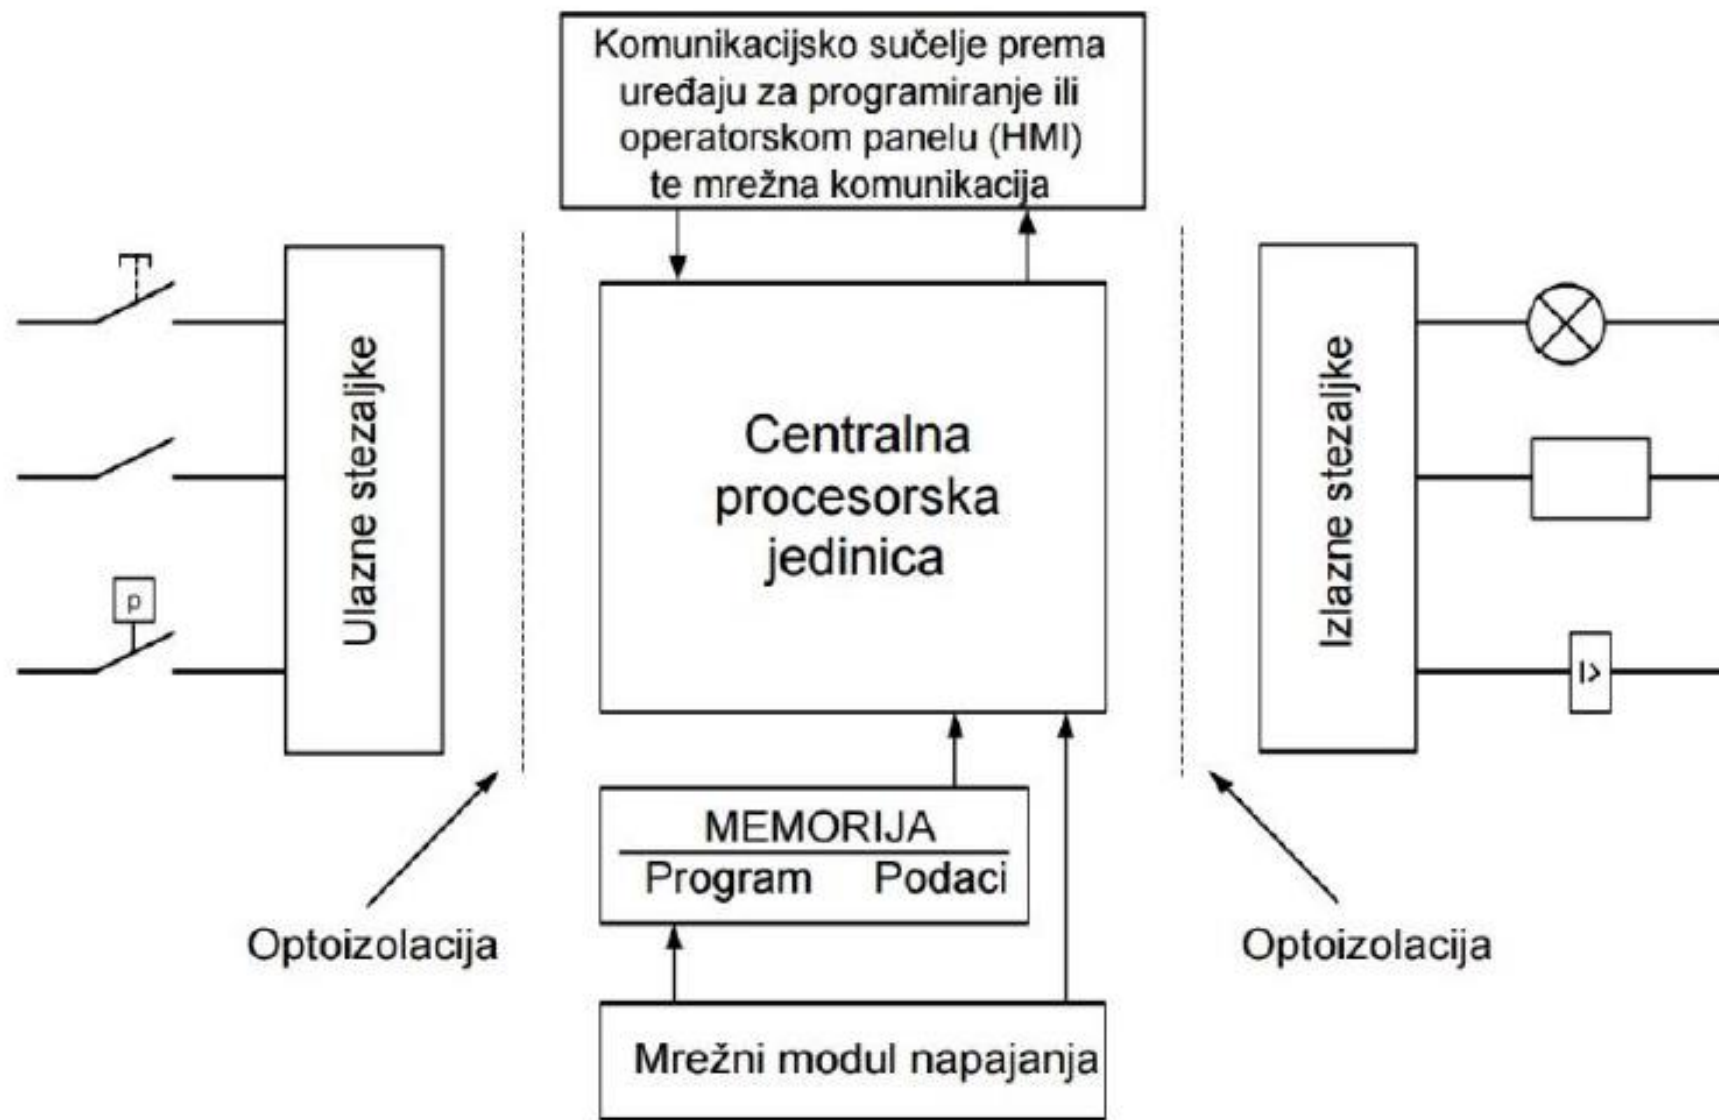 Komunikacijsko sučelje prema
uređaju za programiranje ili
operatorskom panelu (HMI)
te mrežna komunikacija
Ulazne stezaljke
p
Centralna
procesorska
jedinica
Izlazne stezaljke
I>
MEMORIJA
Program Podaci
Optoizolacija
Optoizolacija
Mrežni modul napajanja